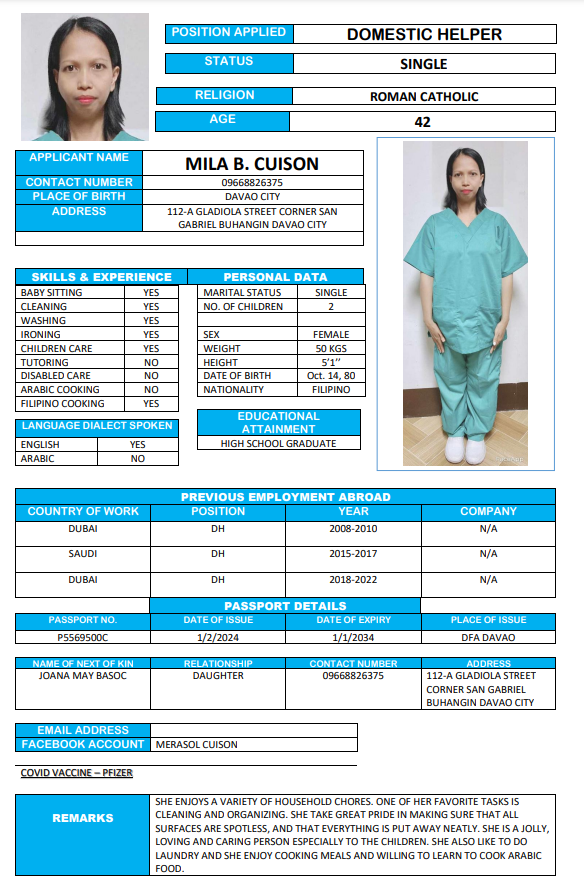 POSITION APPLIED DOMESTIC HELPER
STATUS SINGLE
RELIGION ROMAN CATHOLIC
AGE 42
APPLICANT NAME MILA B. CUISON
CONTACT NUMBER 09668826375
PLACE OF BIRTH DAVAO CITY
ADDRESS 112-A GLADIOLA STREET CORNER SAN
GABRIEL BUHANGIN DAVAO CITY
SKILLS & EXPERIENCE
BABY SITTING YES
CLEANING YES
WASHING YES
IRONING YES
CHILDREN CARE YES
TUTORING NO
DISABLED CARE NO
ARABIC COOKING NO
FILIPINO COOKING YES
LANGUAGE DIALECT SPOKEN
ENGLISH YES
ARABIC NO
PERSONAL DATA
MARITAL STATUS SINGLE
NO. OF CHILDREN 2
SEX FEMALE
WEIGHT 50 KGS
HEIGHT 5'1''
DATE OF BIRTH Oct. 14, 80
NATIONALITY FILIPINO
EDUCATIONAL
ATTAINMENT
HIGH SCHOOL GRADUATE
PREVIOUS EMPLOYMENT ABROAD
COUNTRY OF WORK POSITION YEAR COMPANY
DUBAI DH 2008-2010 N/A
SAUDI DH 2015-2017 N/A
DUBAI DH 2018-2022 N/A
PASSPORT DETAILS
PASSPORT NO. DATE OF ISSUE DATE OF EXPIRY PLACE OF ISSUE
P5569500C 1/2/2024 1/1/2034 DFA DAVAO
NAME OF NEXT OF KIN RELATIONSHIP CONTACT NUMBER ADDRESS
JOANA MAY BASOC DAUGHTER 09668826375 112-A GLADIOLA STREET
CORNER SAN GABRIEL
BUHANGIN DAVAO CITY
EMAIL ADDRESS
FACEBOOK ACCOUNT MERASOL CUISON
COVID VACCINE – PFIZER
REMARKS
SHE ENJOYS A VARIETY OF HOUSEHOLD CHORES. ONE OF HER FAVORITE TASKS IS
CLEANING AND ORGANIZING. SHE TAKE GREAT PRIDE IN MAKING SURE THAT ALL
SURFACES ARE SPOTLESS, AND THAT EVERYTHING IS PUT AWAY NEATLY. SHE IS A JOLLY,
LOVING AND CARING PERSON ESPECIALLY TO THE CHILDREN. SHE ALSO LIKE TO DO
LAUNDRY AND SHE ENJOY COOKING MEALS AND WILLING TO LEARN TO COOK ARABIC
FOOD.